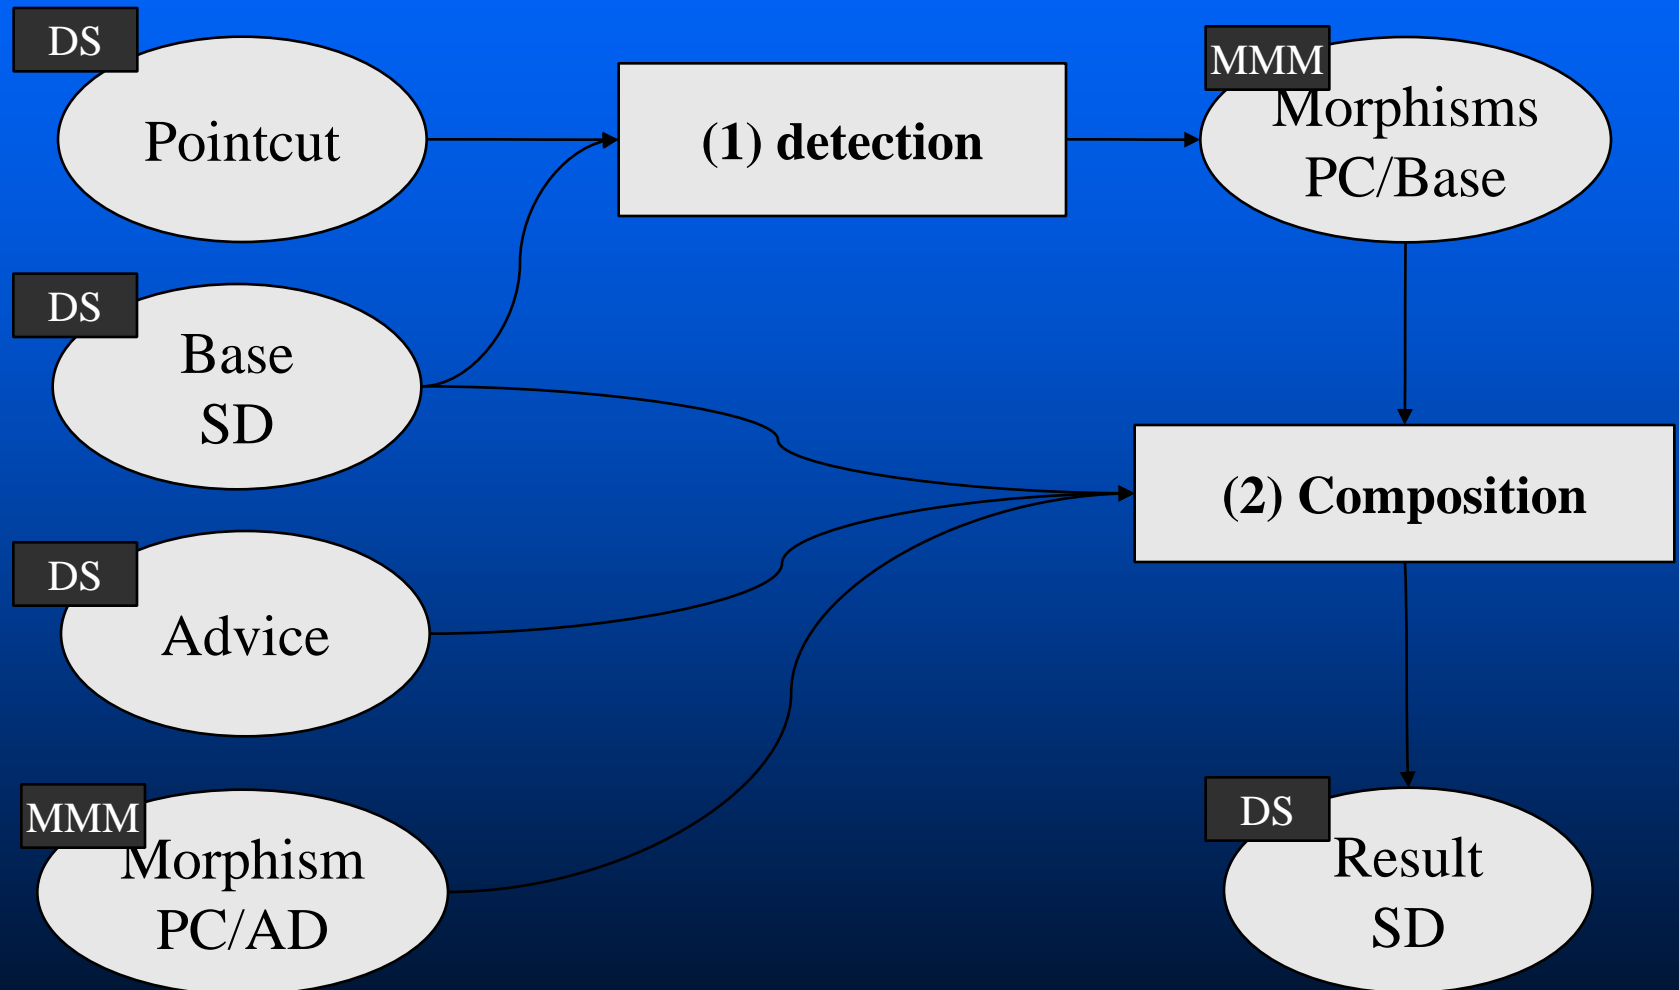 DS
Pointcut
(1) detection
MMM
Morphisms
PC/Base
DS
Base
SD
(2) Composition
DS
Advice
MMM
Morphism
PC/AD
DS
Result
SD